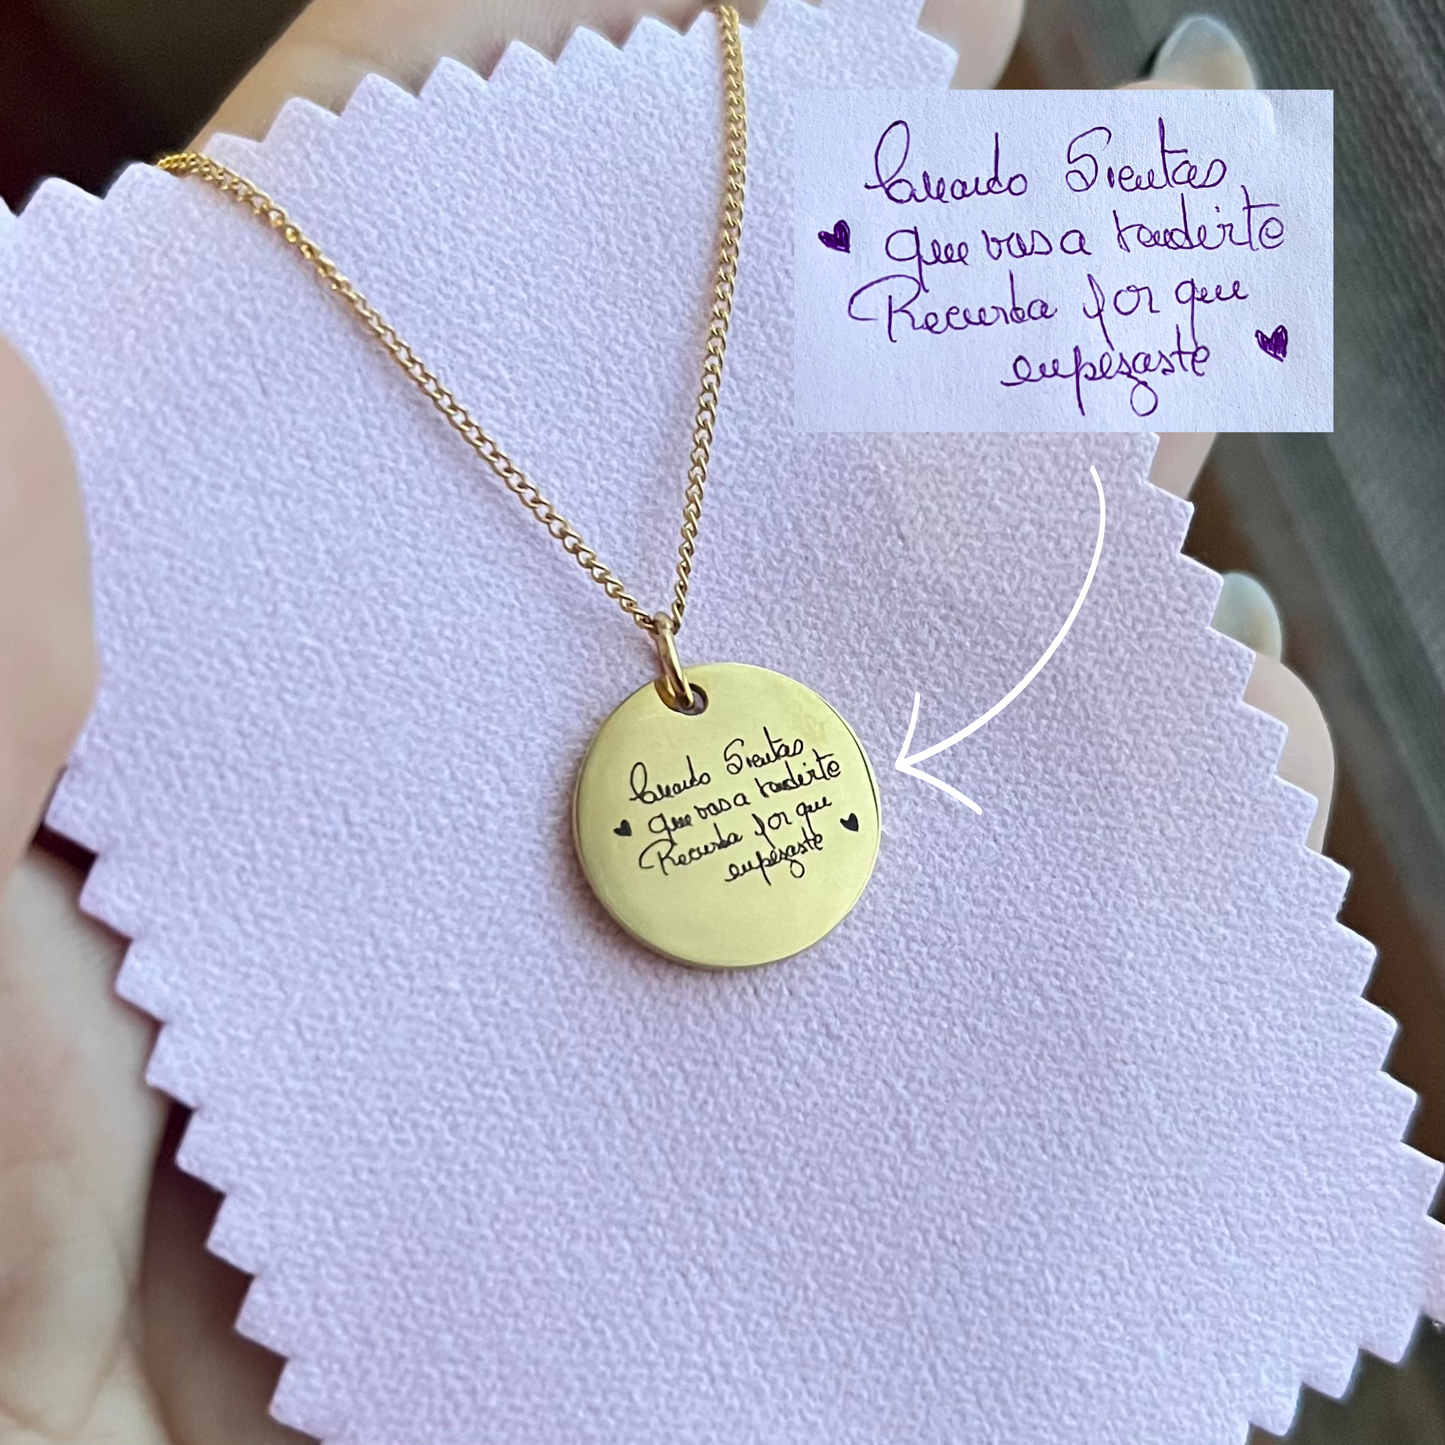 Cuando Sientas
que vas a rendirte
Recuerda por que
empezaste
Cuando Sientas
que vas a rendirte
Recuerda por que
empezaste